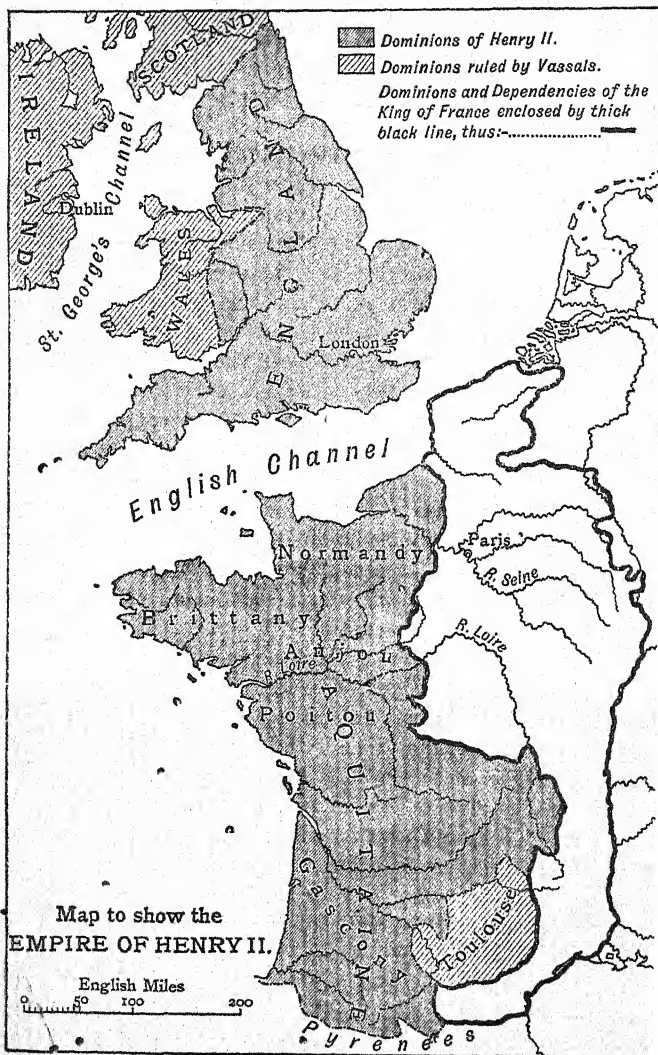 Dominions of Henry II.
Dominions ruled by Vassals.
Dominions and Dependencies of the
King of France enclosed by thick
black line, thus:-
SCOTLAND
IRELAND
Dublin
St. George's Channel
WALES
ENGLAND
London
English Channel
Normandy
Paris
R. Seine
Brittany
Anjou
R. Loire
R. Loire
Poitou
AQUITAINE
Gascony
Toulouse
Pyrenees
Map to show the
EMPIRE OF HENRY II.
English Miles
0 50 100 200